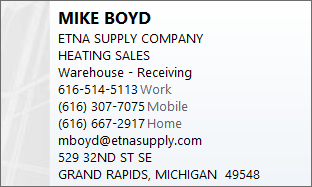 MIKE BOYD
ETNA SUPPLY COMPANY
HEATING SALES
Warehouse - Receiving
616-514-5113 Work
(616) 307-7075 Mobile
(616) 667-2917 Home
mboyd@etnasupply.com
529 32ND ST SE
GRAND RAPIDS, MICHIGAN  49548